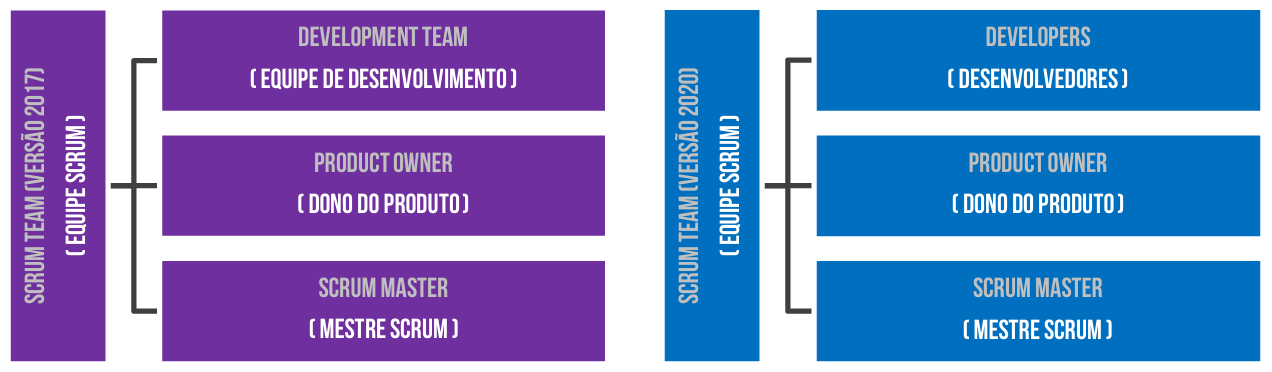 SCRUM TEAM (VERSÃO 2017)
( EQUIPE SCRUM )
DEVELOPMENT TEAM
( EQUIPE DE DESENVOLVIMENTO )
PRODUCT OWNER
( DONO DO PRODUTO )
SCRUM MASTER
( MESTRE SCRUM )
SCRUM TEAM (VERSÃO 2020)
( EQUIPE SCRUM )
DEVELOPERS
( DESENVOLVEDORES )
PRODUCT OWNER
( DONO DO PRODUTO )
SCRUM MASTER
( MESTRE SCRUM )